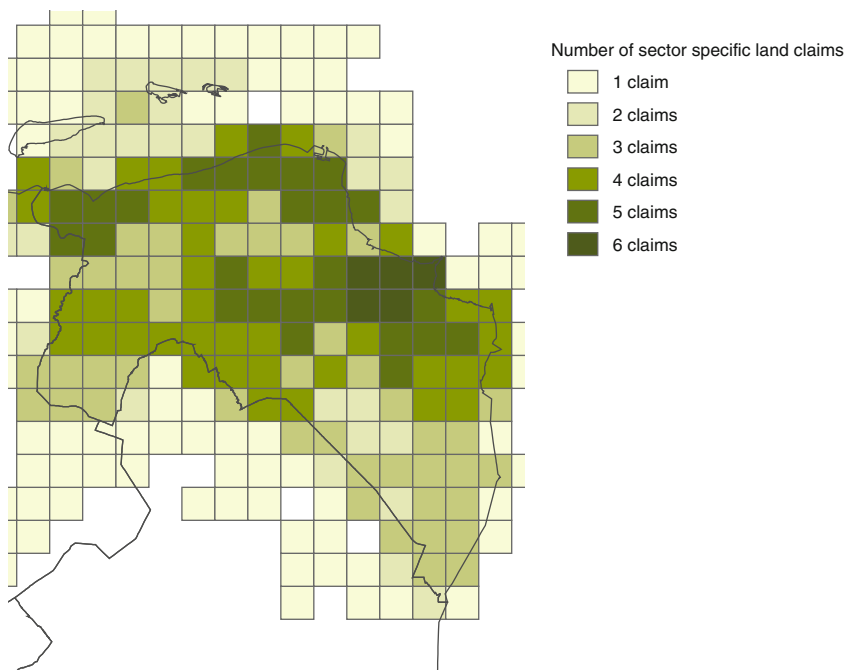 Number of sector specific land claims
1 claim
2 claims
3 claims
4 claims
5 claims
6 claims